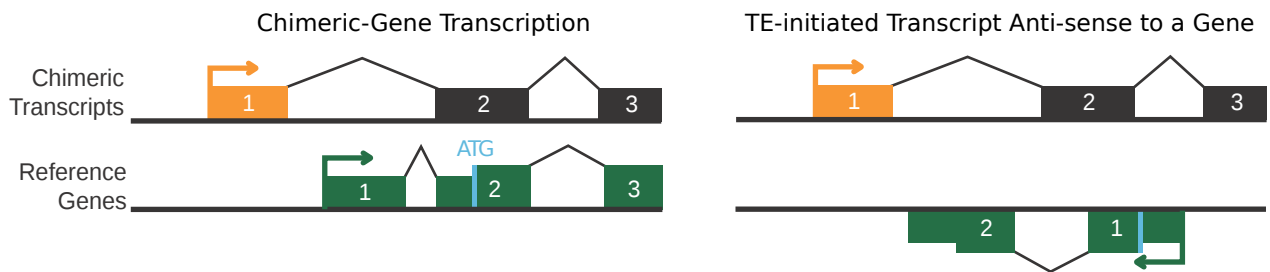 Chimeric-Gene Transcription
TE-initiated Transcript Anti-sense to a Gene
Chimeric
Transcripts
1
2
3
1
2
3
Reference
Genes
ATG
1
2
3
2
1